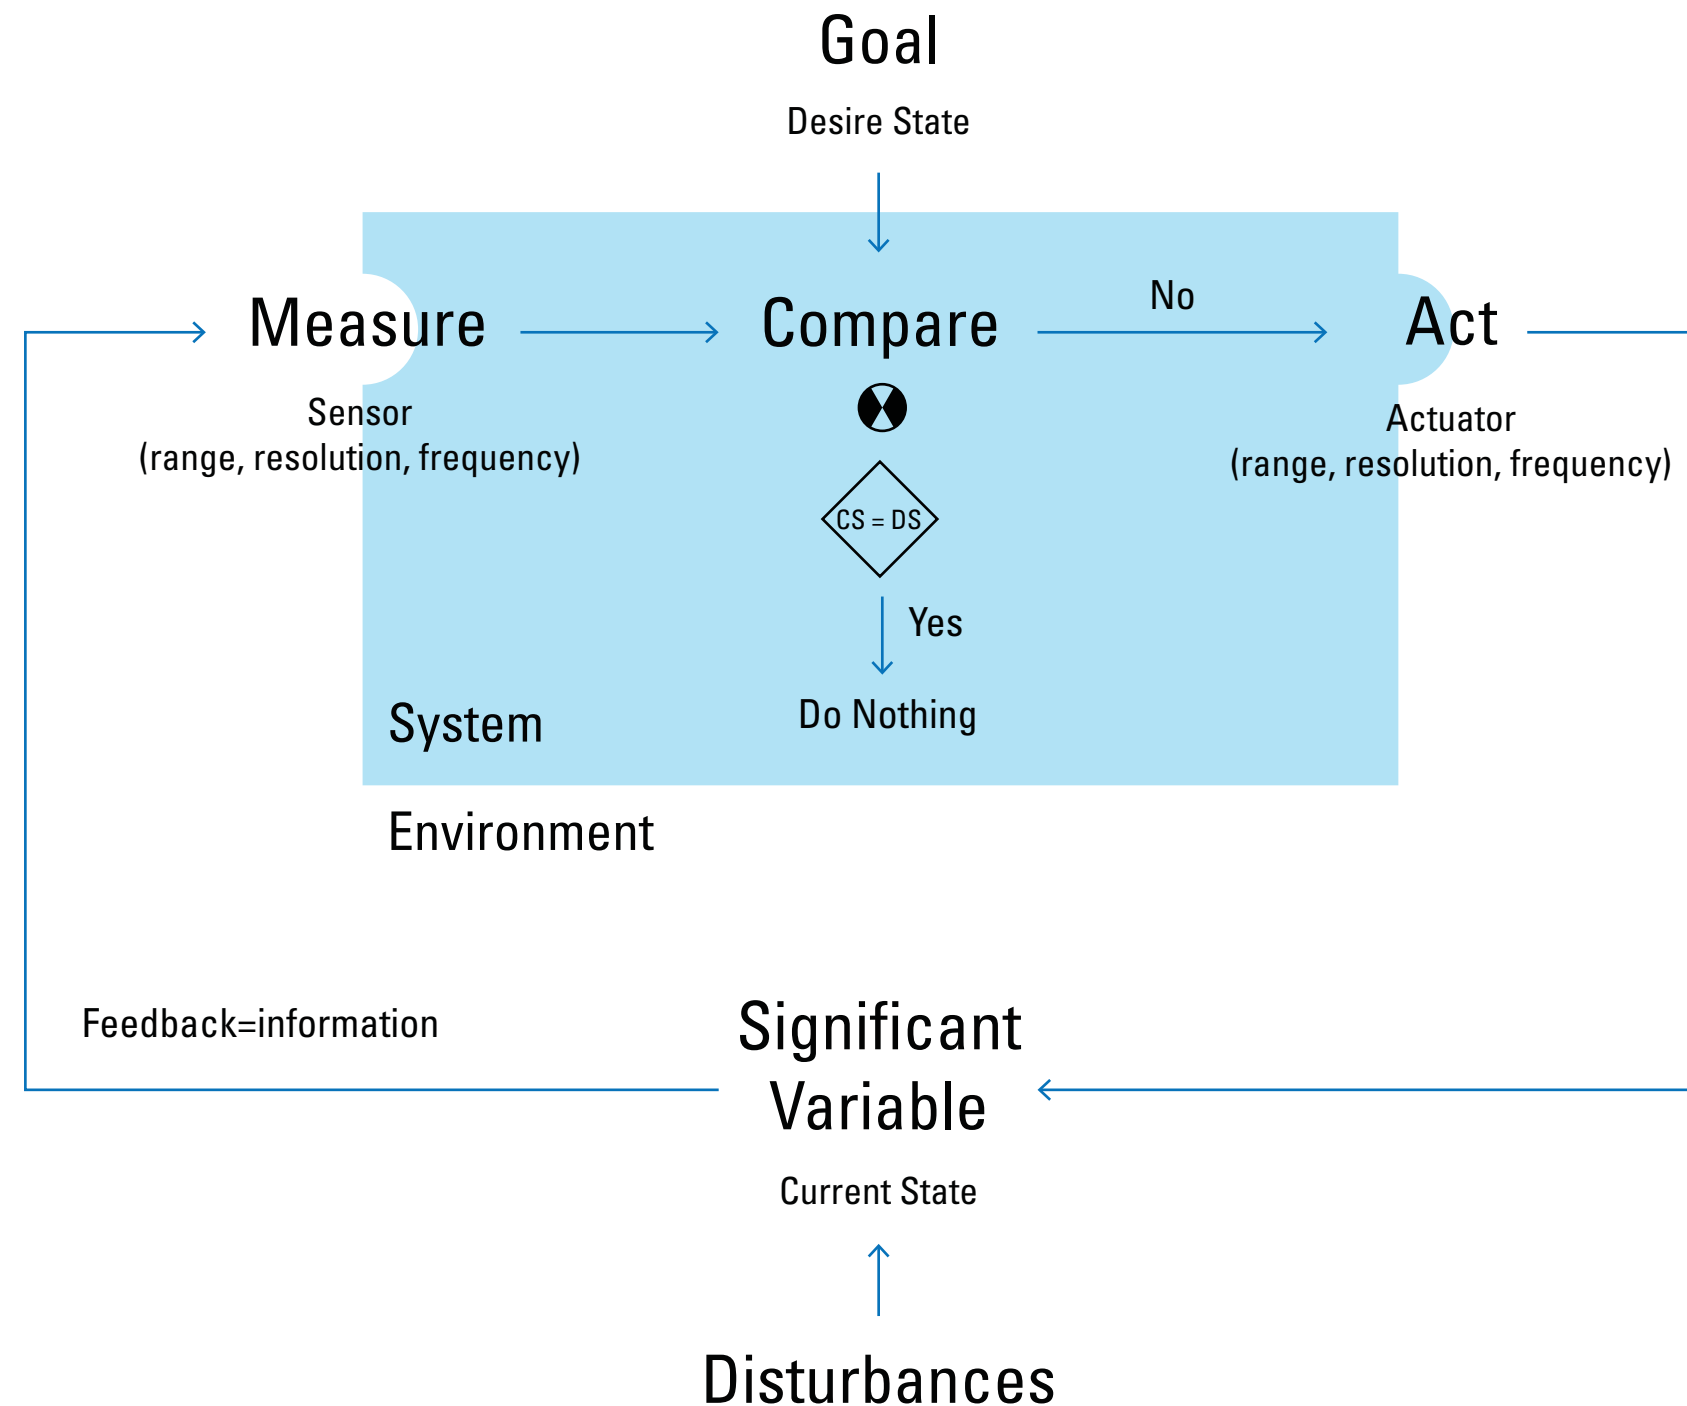 Goal
Desire State
Measure
Compare
No
Act
Sensor
(range, resolution, frequency)
Actuator
(range, resolution, frequency)
CS = DS
Yes
Do Nothing
System
Environment
Feedback=information
Significant
Variable
Current State
Disturbances